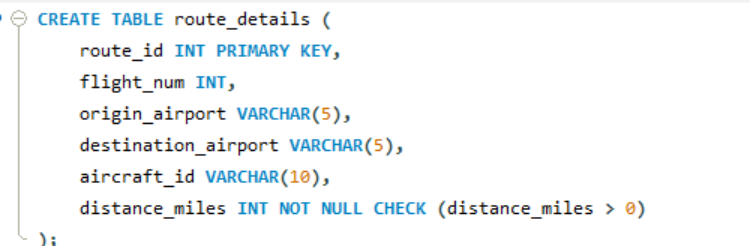 CREATE TABLE route_details (
route_id INT PRIMARY KEY,
flight_num INT,
origin_airport VARCHAR(5),
destination_airport VARCHAR(5),
aircraft_id VARCHAR(10),
distance_miles INT NOT NULL CHECK (distance_miles > 0)
);